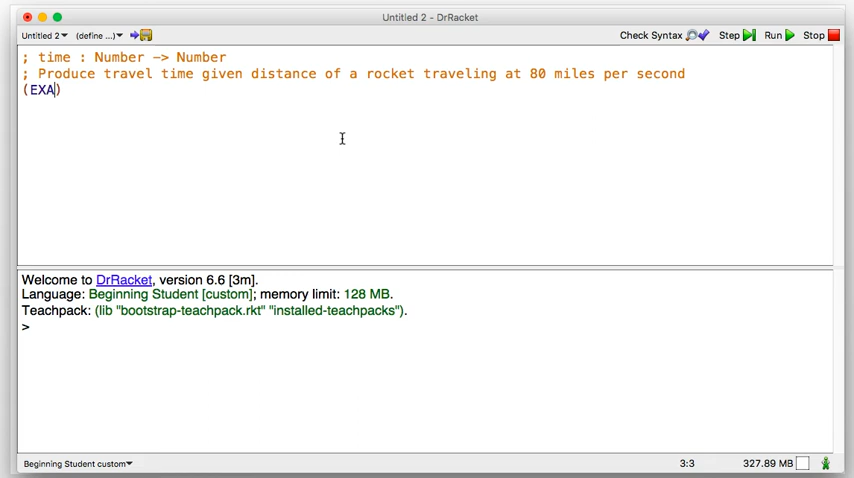 Untitled 2 - DrRacket
Untitled 2 (define ...) Check Syntax Step Run Stop
; time : Number -> Number
; Produce travel time given distance of a rocket traveling at 80 miles per second
(EXA)
Welcome to DrRacket, version 6.6 [3m].
Language: Beginning Student [custom]; memory limit: 128 MB.
Teachpack: (lib "bootstrap-teachpack.rkt" "installed-teachpacks").
>
Beginning Student custom 3:3 327.89 MB